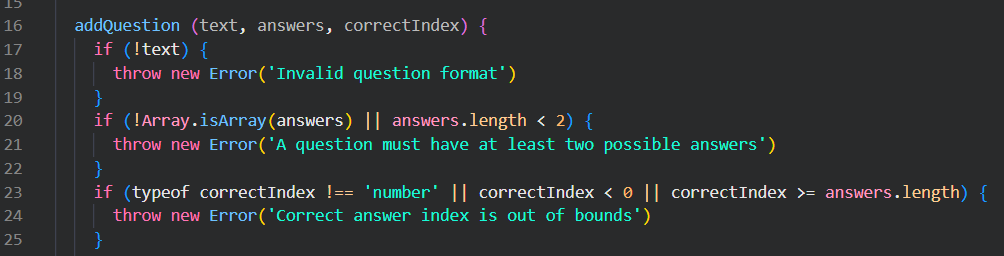 15
16 addQuestion (text, answers, correctIndex) {
17 if (!text) {
18 throw new Error('Invalid question format')
19 }
20 if (!Array.isArray(answers) || answers.length < 2) {
21 throw new Error('A question must have at least two possible answers')
22 }
23 if (typeof correctIndex !== 'number' || correctIndex < 0 || correctIndex >= answers.length) {
24 throw new Error('Correct answer index is out of bounds')
25 }